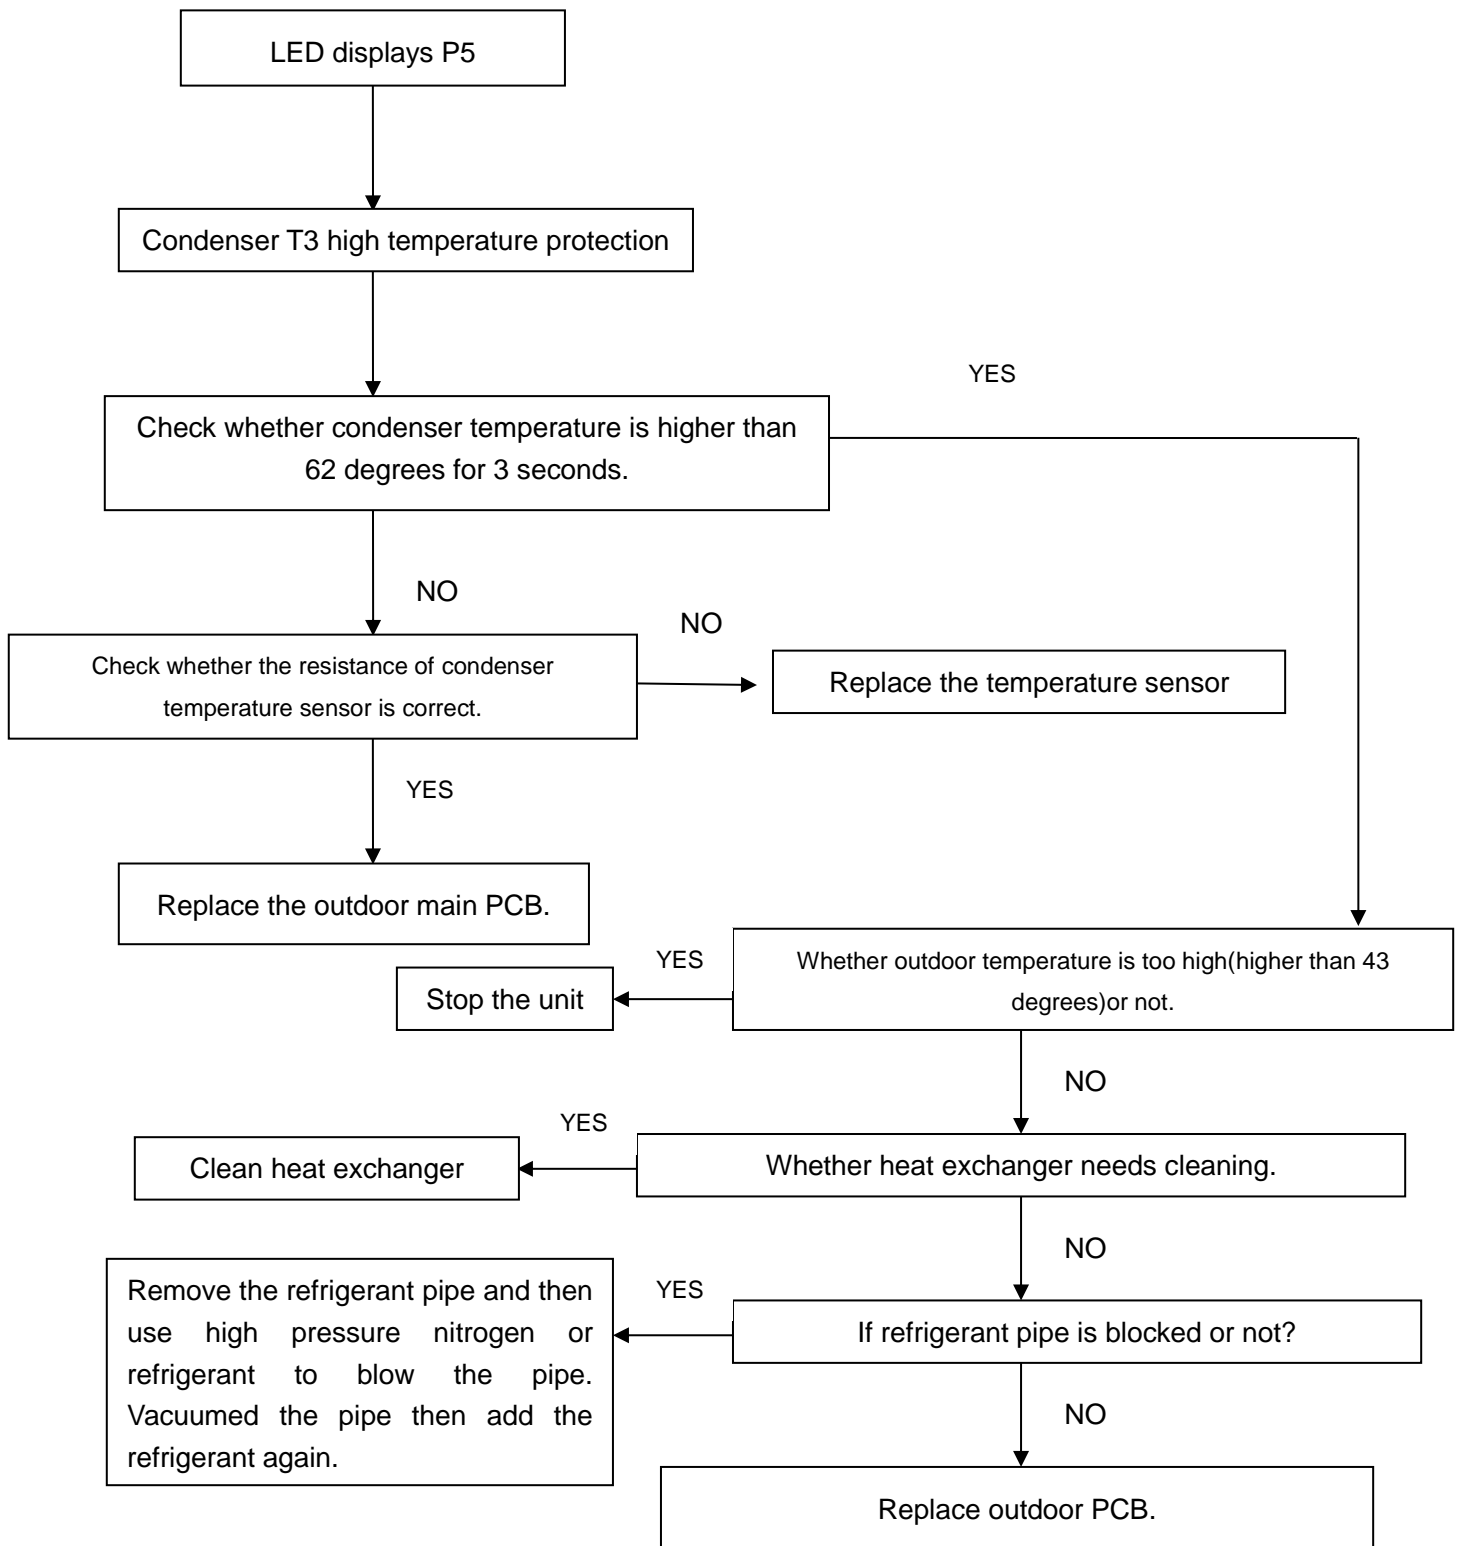 LED displays P5
Condenser T3 high temperature protection
YES
Check whether condenser temperature is higher than
62 degrees for 3 seconds.
NO
NO
Check whether the resistance of condenser
temperature sensor is correct.
Replace the temperature sensor
YES
Replace the outdoor main PCB.
YES
Whether outdoor temperature is too high(higher than 43
degrees)or not.
Stop the unit
NO
YES
Clean heat exchanger
Whether heat exchanger needs cleaning.
NO
Remove the refrigerant pipe and then
use high pressure nitrogen or
refrigerant to blow the pipe.
Vacuumed the pipe then add the
refrigerant again.
YES
If refrigerant pipe is blocked or not?
NO
Replace outdoor PCB.